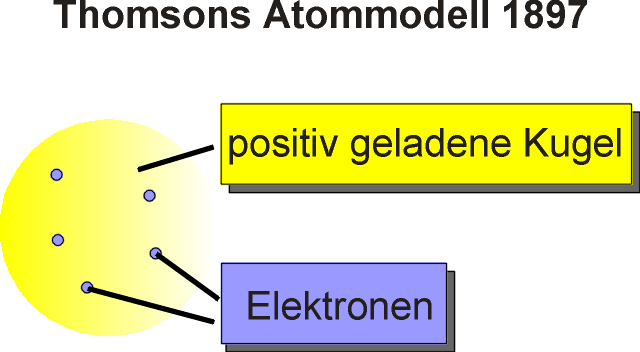 Thomsons Atommodell 1897
positiv geladene Kugel
Elektronen